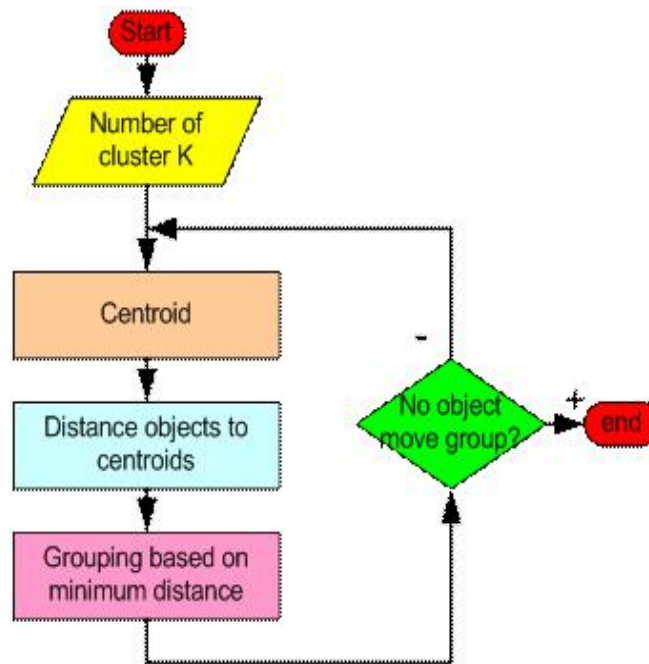 Start
Number of
cluster K
Centroid
Distance objects to
centroids
Grouping based on
minimum distance
-
No object
move group?
+
end